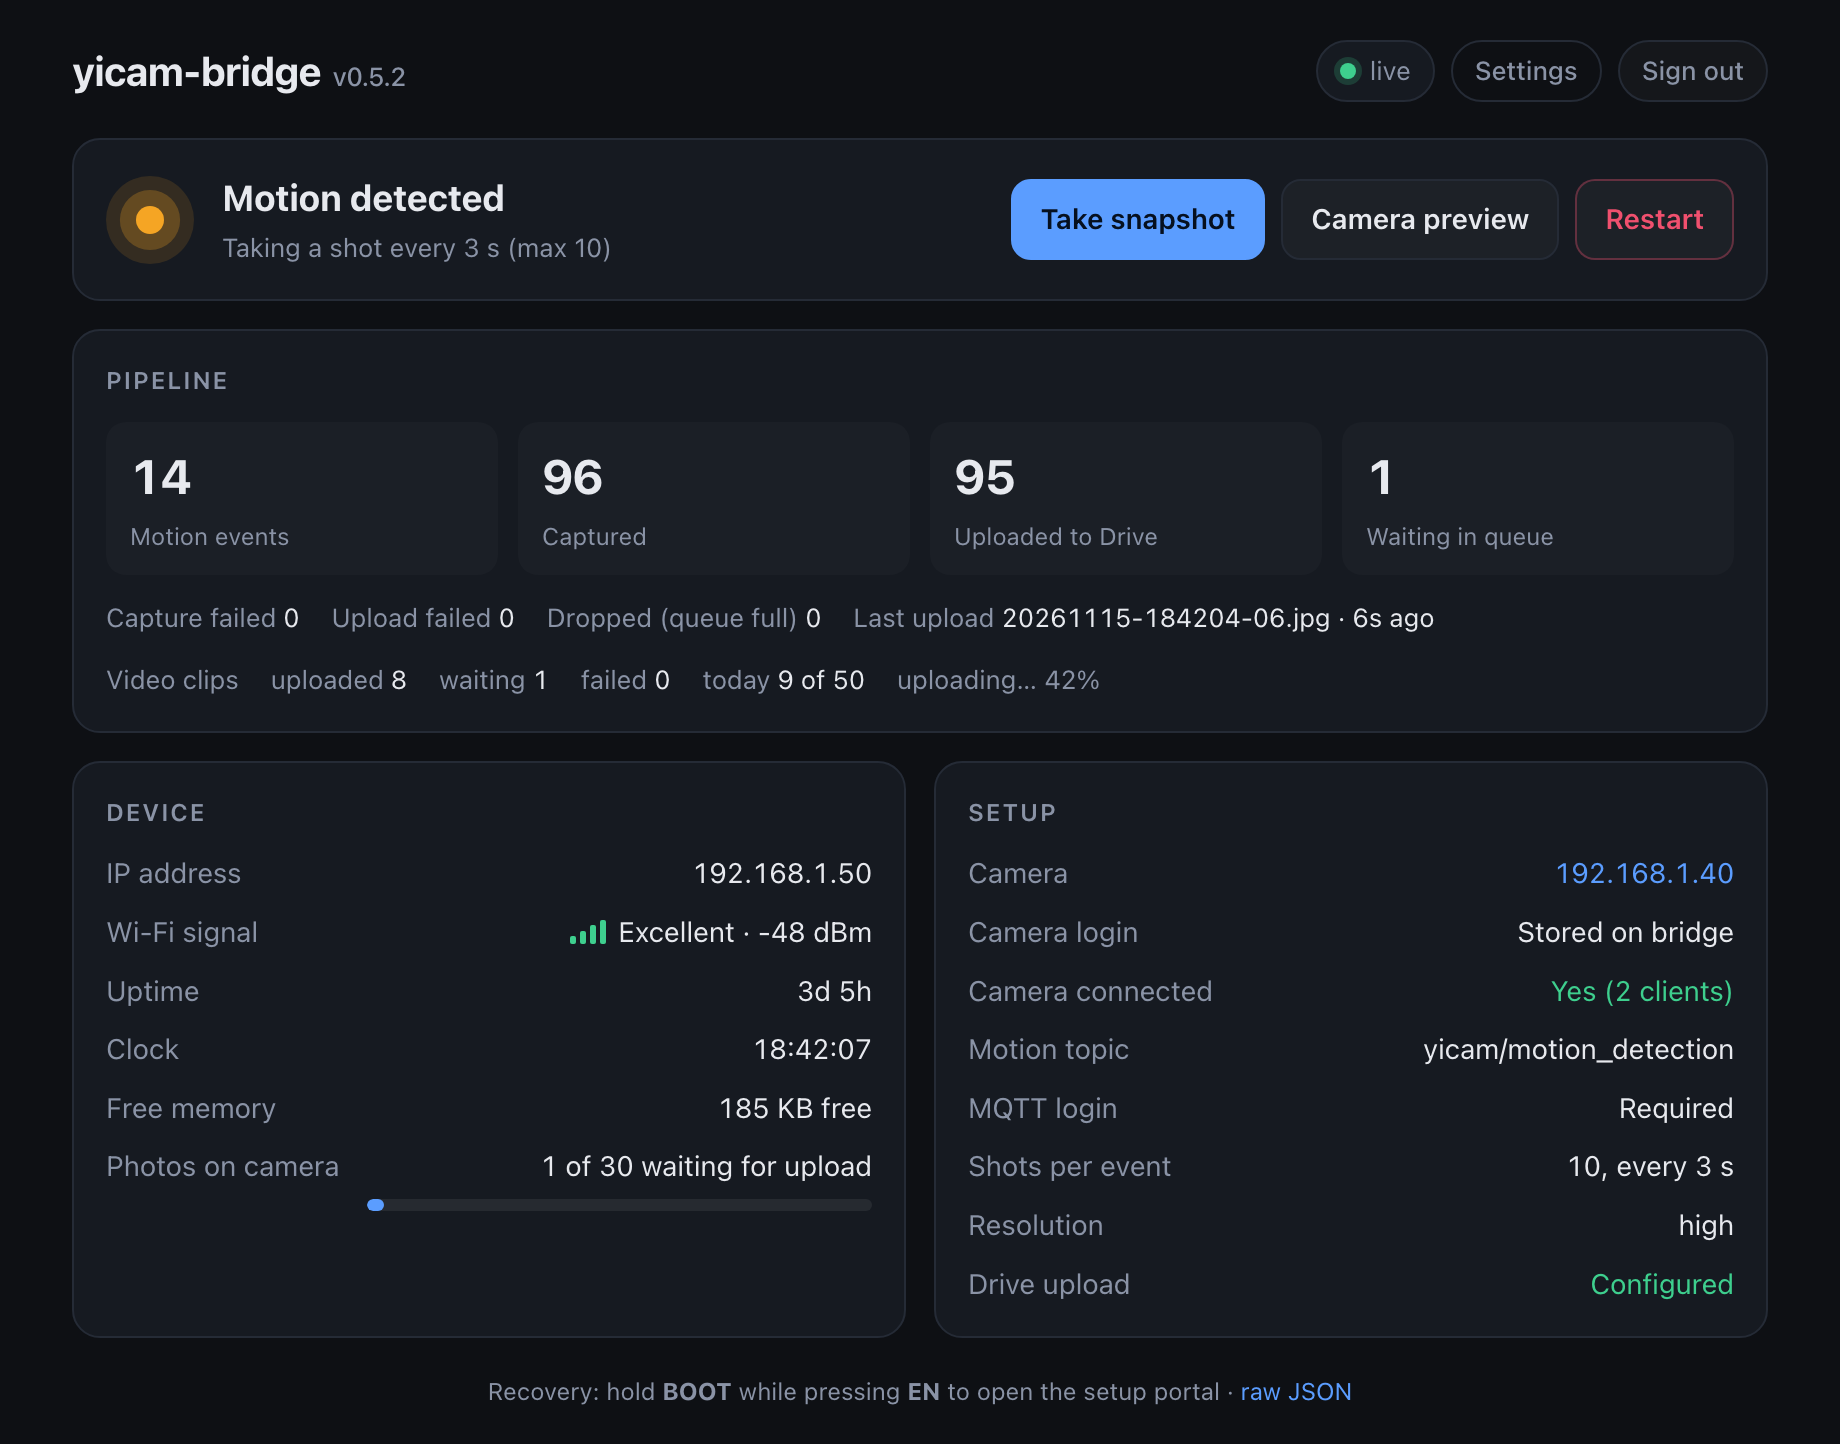 yicam-bridge v0.5.2
live
Settings
Sign out
Motion detected
Taking a shot every 3 s (max 10)
Take snapshot
Camera preview
Restart
PIPELINE
14
Motion events
96
Captured
95
Uploaded to Drive
1
Waiting in queue
Capture failed 0 Upload failed 0 Dropped (queue full) 0 Last upload 20261115-184204-06.jpg · 6s ago
Video clips uploaded 8 waiting 1 failed 0 today 9 of 50 uploading... 42%
DEVICE
IP address 192.168.1.50
Wi-Fi signal Excellent · -48 dBm
Uptime 3d 5h
Clock 18:42:07
Free memory 185 KB free
Photos on camera 1 of 30 waiting for upload
SETUP
Camera 192.168.1.40
Camera login Stored on bridge
Camera connected Yes (2 clients)
Motion topic yicam/motion_detection
MQTT login Required
Shots per event 10, every 3 s
Resolution high
Drive upload Configured
Recovery: hold BOOT while pressing EN to open the setup portal · raw JSON